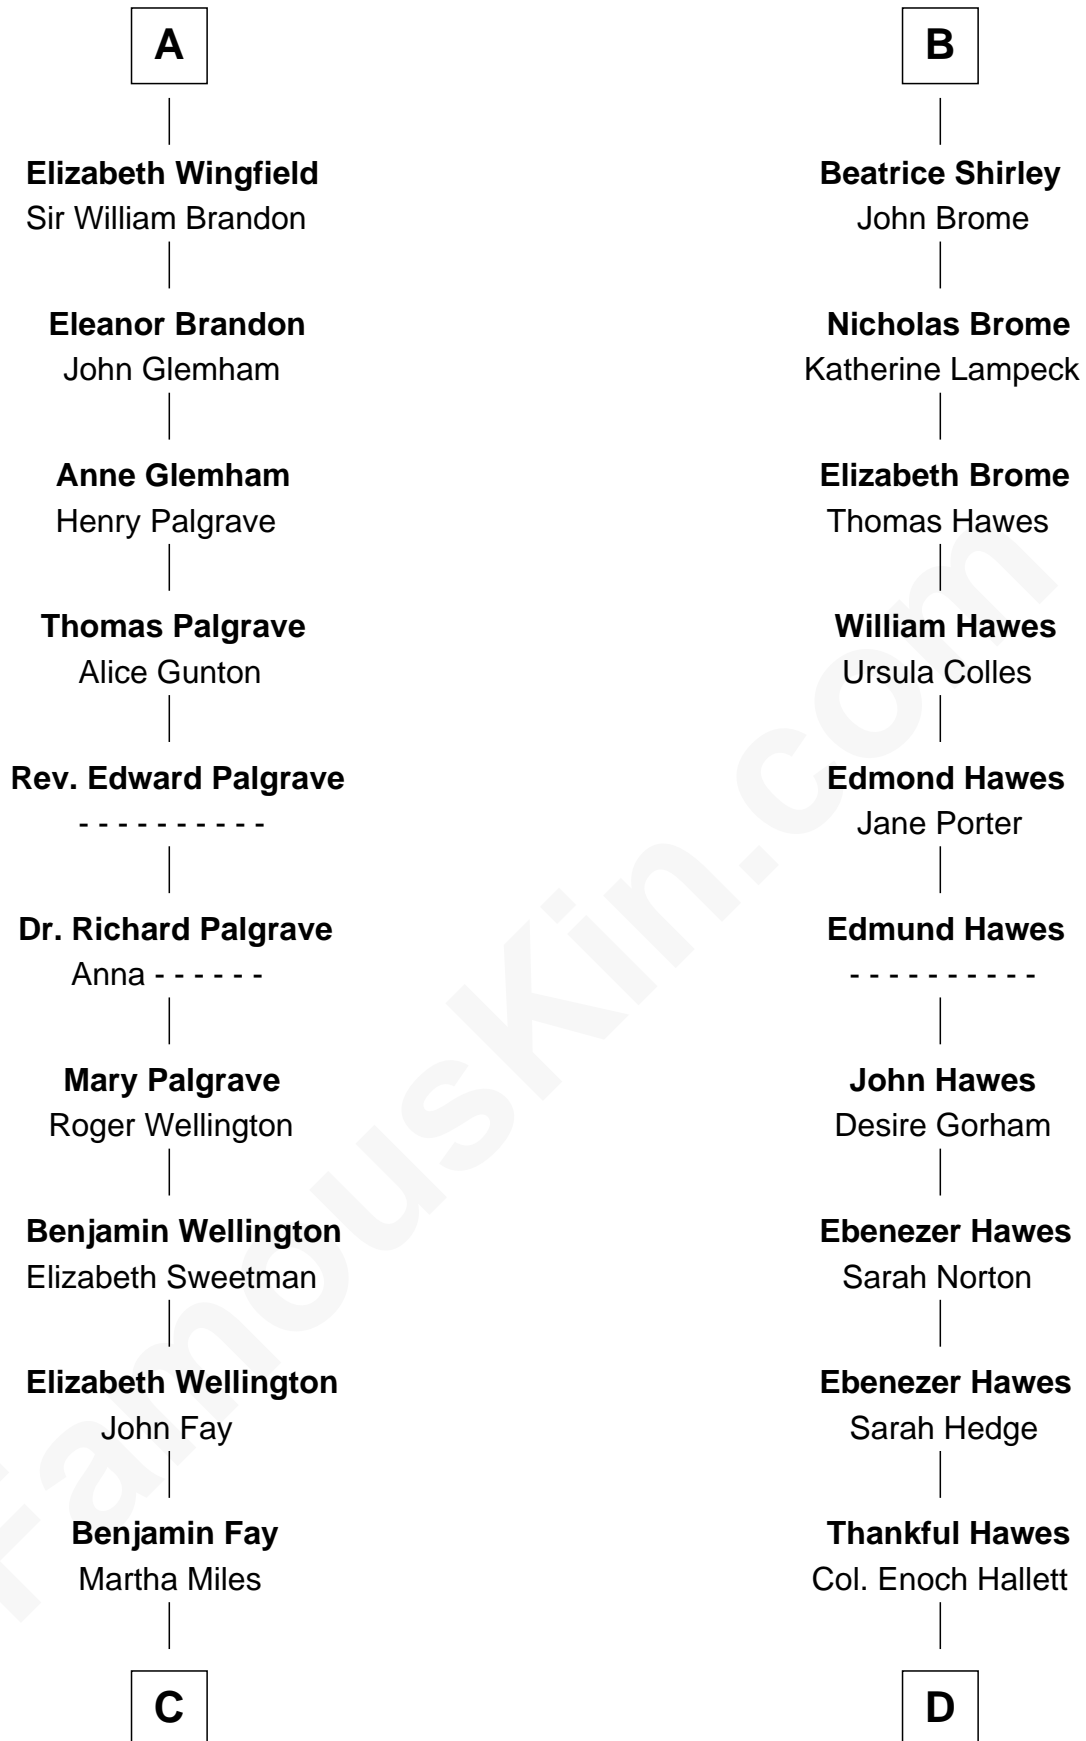 A
Elizabeth Wingfield
Sir William Brandon
Eleanor Brandon
John Glemham
Anne Glemham
Henry Palgrave
Thomas Palgrave
Alice Gunton
Rev. Edward Palgrave
- - - - - - - - - -
Dr. Richard Palgrave
Anna - - - - - -
Mary Palgrave
Roger Wellington
Benjamin Wellington
Elizabeth Sweetman
Elizabeth Wellington
John Fay
Benjamin Fay
Martha Miles
C
B
Beatrice Shirley
John Brome
Nicholas Brome
Katherine Lampeck
Elizabeth Brome
Thomas Hawes
William Hawes
Ursula Colles
Edmond Hawes
Jane Porter
Edmund Hawes
- - - - - - - - - -
John Hawes
Desire Gorham
Ebenezer Hawes
Sarah Norton
Ebenezer Hawes
Sarah Hedge
Thankful Hawes
Col. Enoch Hallett
D
FamousKin.com